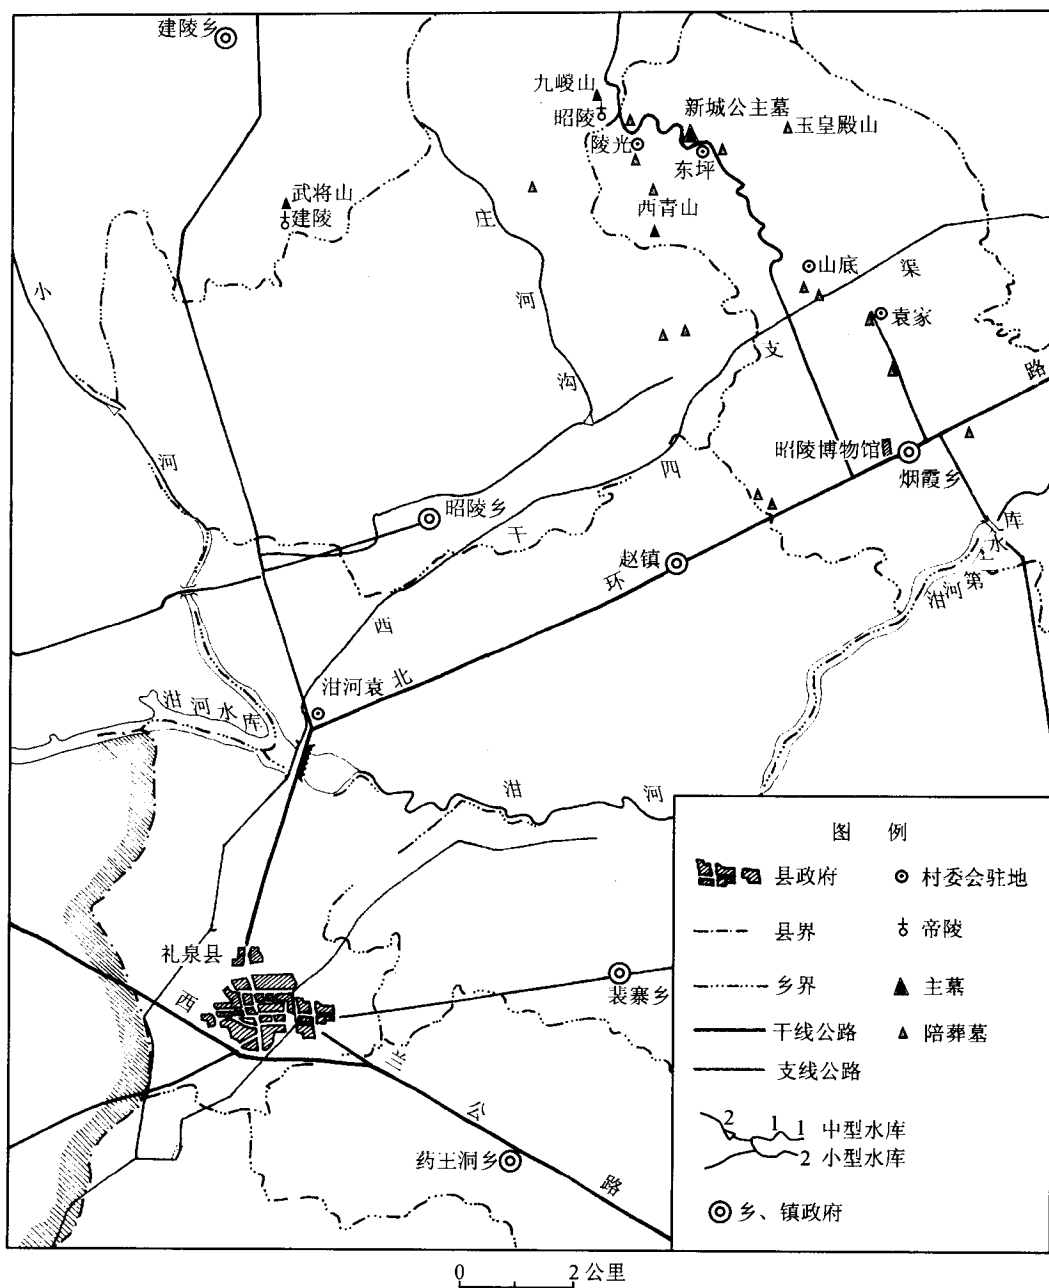 建陵乡
九嵕山
昭陵
新城公主墓
玉皇殿山
陵光
东坪
武将山
建陵
西青山
庄河沟
山底
小河
袁家
西干四支渠
昭陵博物馆
烟霞乡
昭陵乡
赵镇
泔河第二水库
北环路
泔河袁
泔河水库
泔河
礼泉县
裴寨乡
西兰公路
药王洞乡
图 例
县政府
村委会驻地
县界
帝陵
乡界
主墓
干线公路
陪葬墓
支线公路
2 1 1 中型水库
2 小型水库
乡、镇政府
0 2 公里